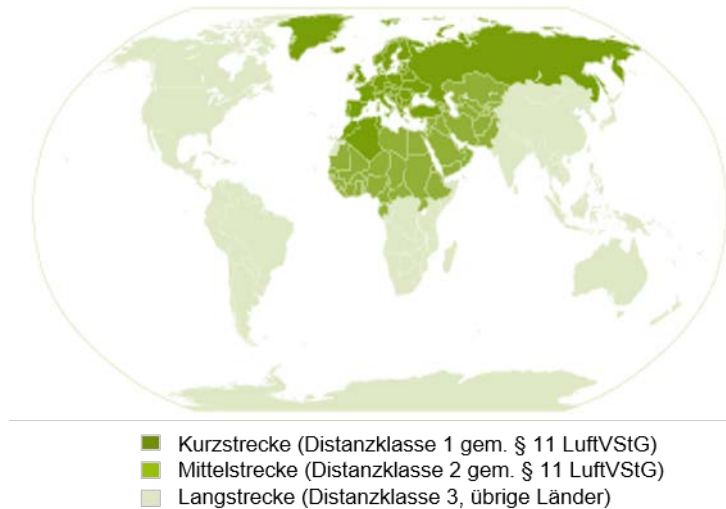 Kurzstrecke (Distanzklasse 1 gem. § 11 LuftVStG)
Mittelstrecke (Distanzklasse 2 gem. § 11 LuftVStG)
Langstrecke (Distanzklasse 3, übrige Länder)